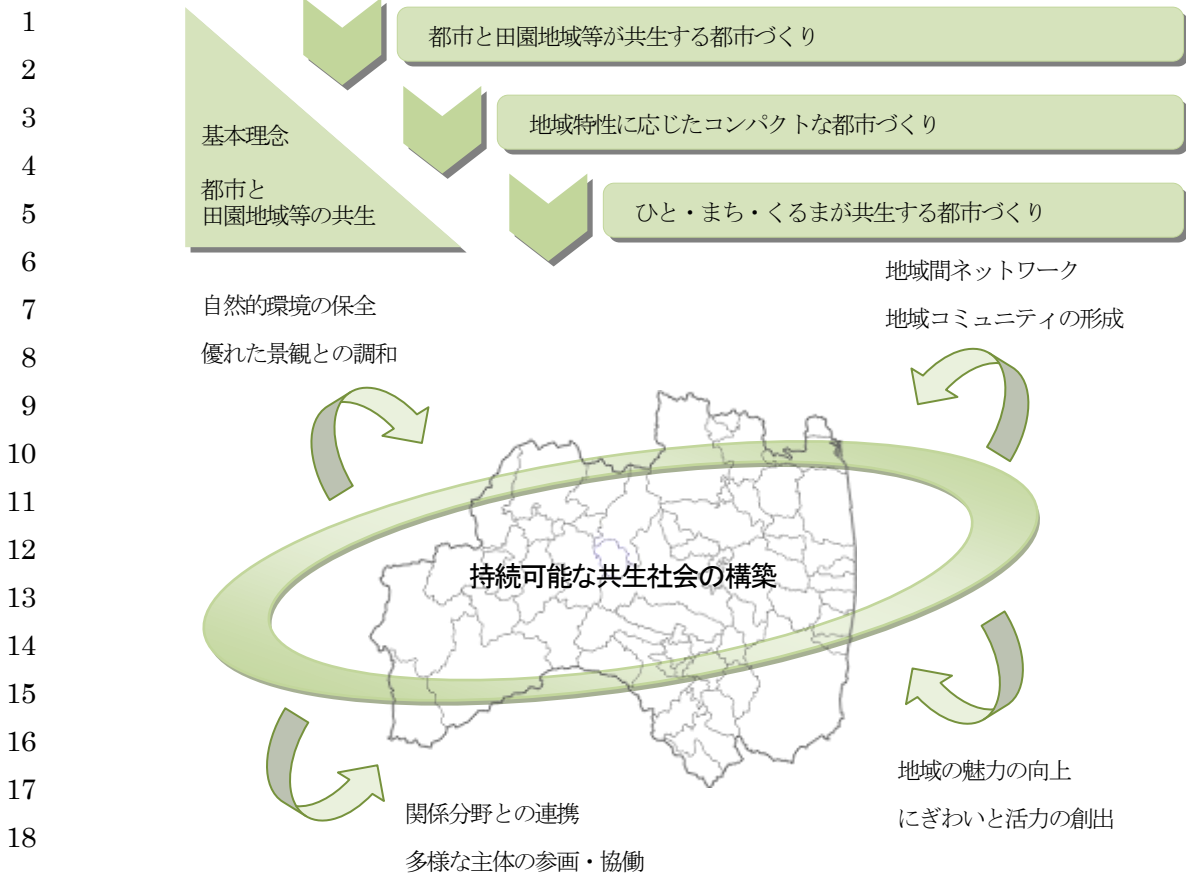 1
2
3
4
5
6
7
8
9
10
11
12
13
14
15
16
17
18
都市と田園地域等が共生する都市づくり
地域特性に応じたコンパクトな都市づくり
ひと・まち・くるまが共生する都市づくり
基本理念
都市と
田園地域等の共生
自然的環境の保全
優れた景観との調和
地域間ネットワーク
地域コミュニティの形成
持続可能な共生社会の構築
関係分野との連携
多様な主体の参画・協働
地域の魅力の向上
にぎわいと活力の創出